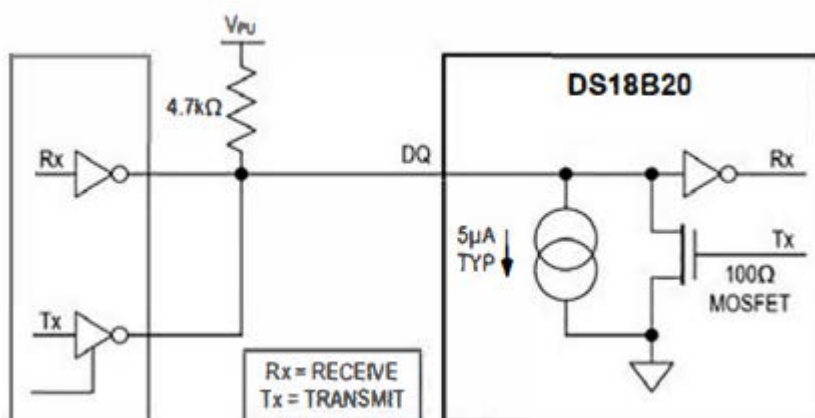 VPU
4.7kΩ
DS18B20
Rx
DQ
Rx
5µA
TYP
Tx
100Ω
MOSFET
Tx
Rx = RECEIVE
Tx = TRANSMIT